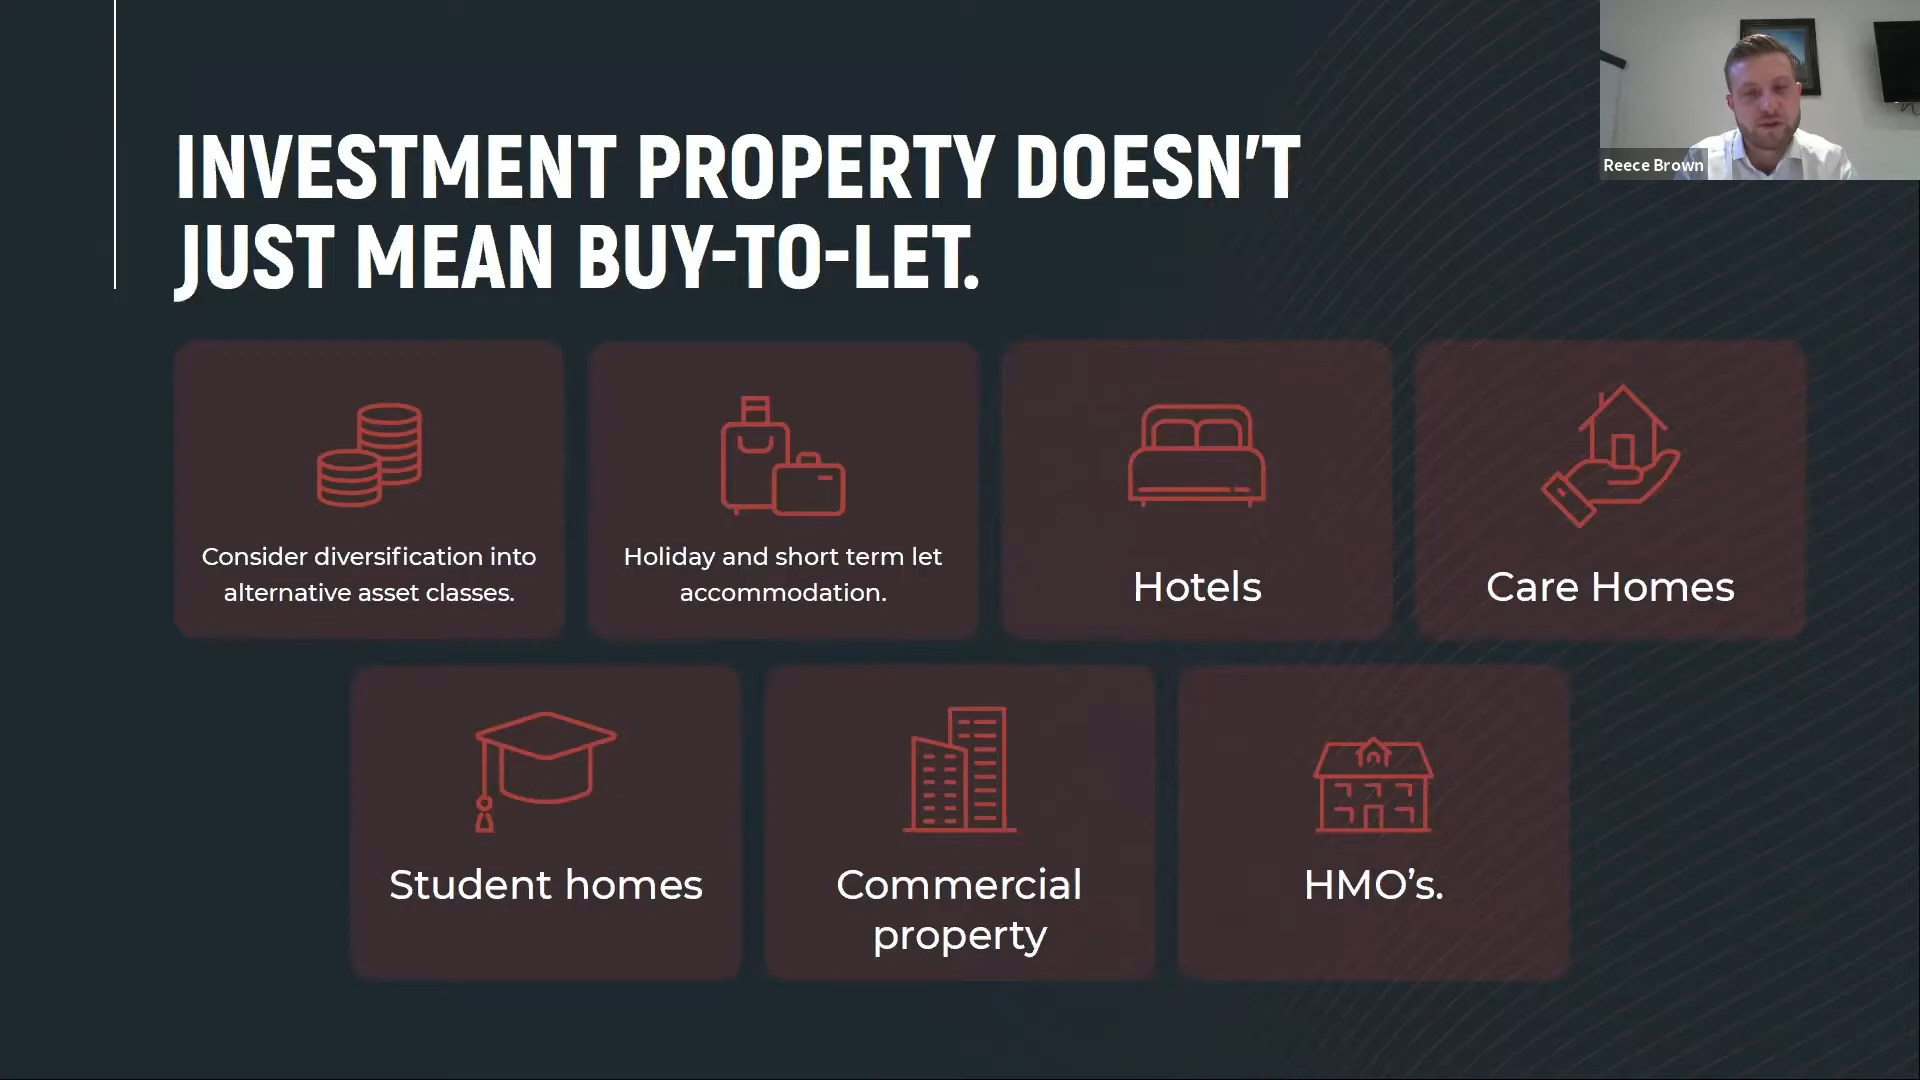 Reece Brown
INVESTMENT PROPERTY DOESN'T
JUST MEAN BUY-TO-LET.
Consider diversification into
alternative asset classes.
Holiday and short term let
accommodation.
Hotels
Care Homes
Student homes
Commercial
property
HMO’s.